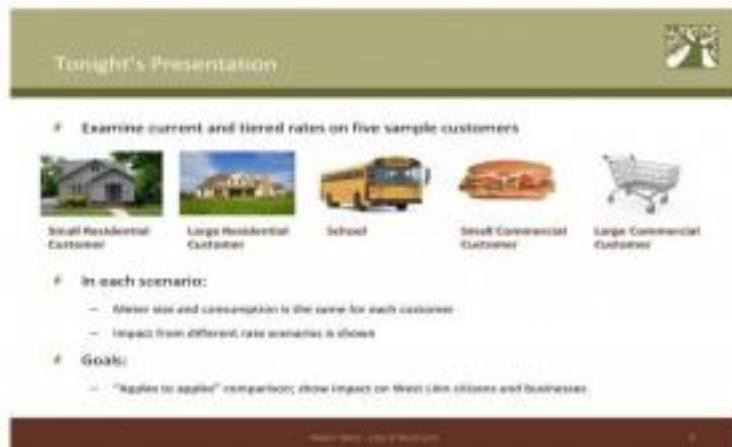 Tonight's Presentation
Examine current and tiered rates on five sample customers
Small Residential
Customer
Large Residential
Customer
School
Small Commercial
Customer
Large Commercial
Customer
In each scenario:
– Meter size and consumption is the same for each customer
– Impact from different rate scenarios is shown
Goals:
– "Apples to apples" comparison; show impact on West Linn citizens and businesses